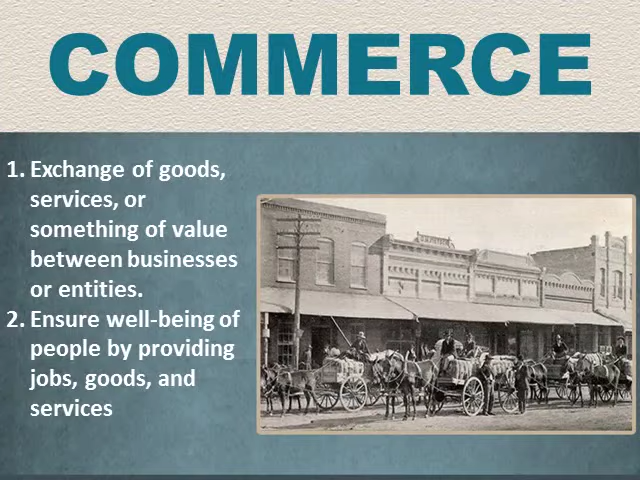 COMMERCE
1. Exchange of goods,
services, or
something of value
between businesses
or entities.
2. Ensure well-being of
people by providing
jobs, goods, and
services